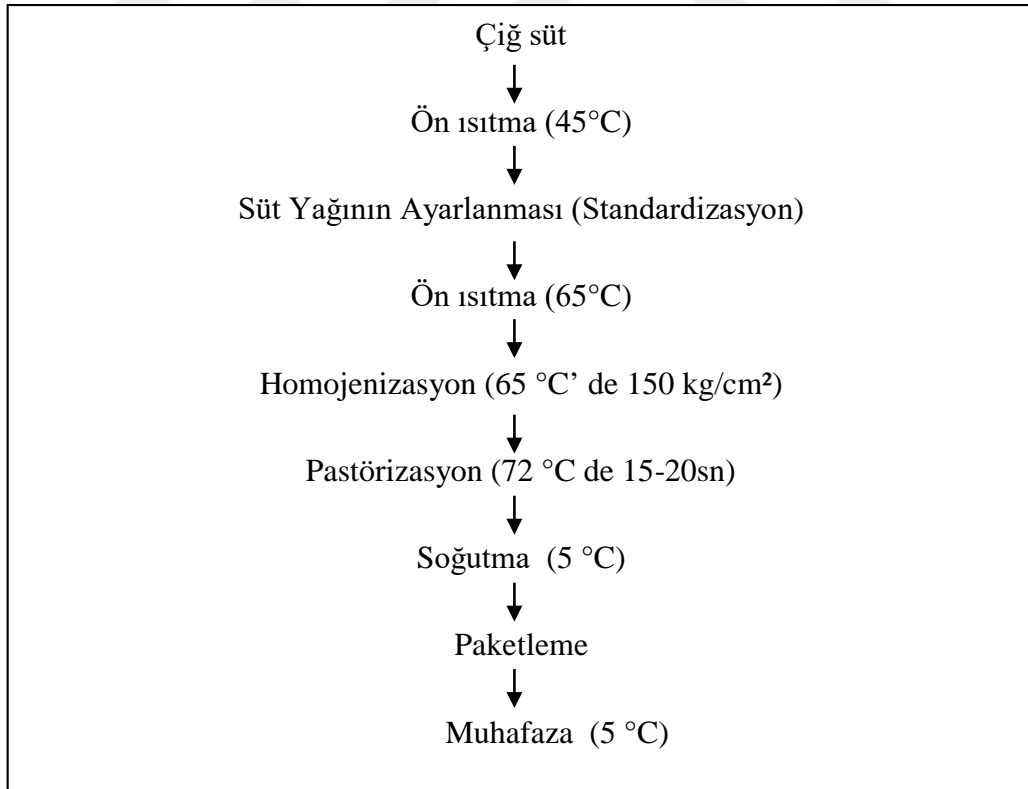 Çiğ süt
Ön ısıtma (45°C)
Süt Yağının Ayarlanması (Standardizasyon)
Ön ısıtma (65°C)
Homojenizasyon (65 °C’ de 150 kg/cm²)
Pastörizasyon (72 °C de 15-20sn)
Soğutma  (5 °C)
Paketleme
Muhafaza  (5 °C)